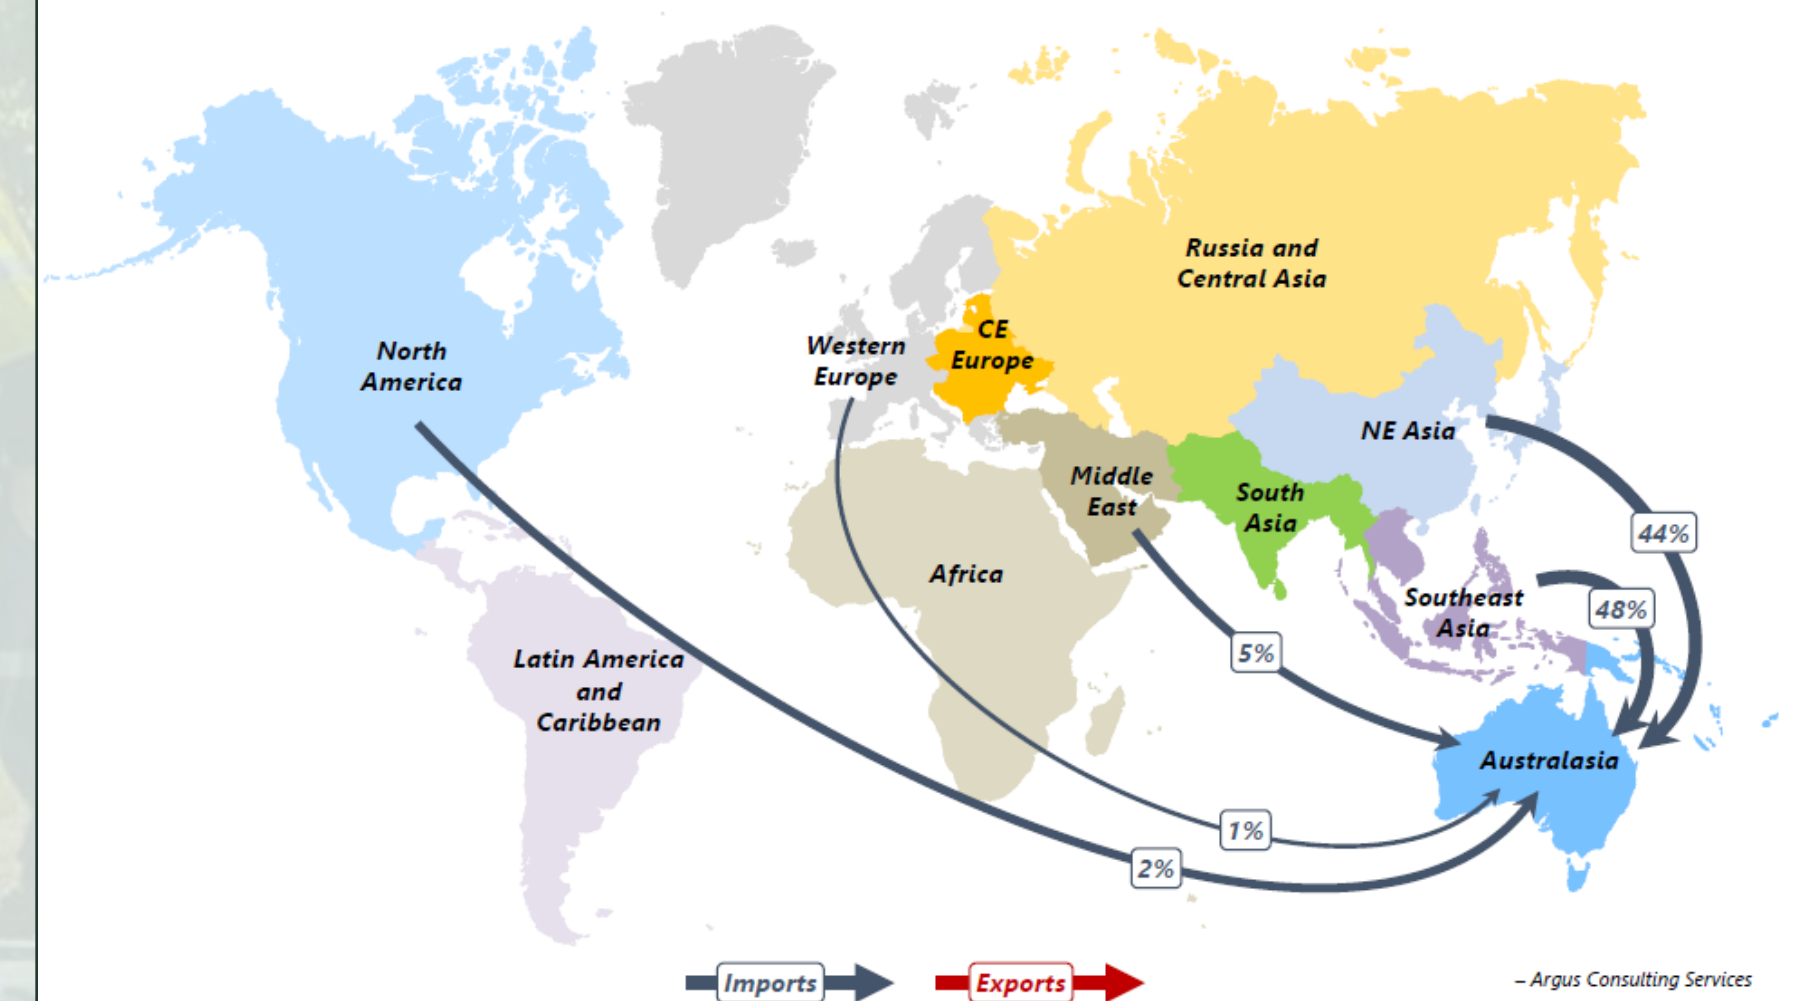 Russia and
Central Asia
CE
Europe
Western
Europe
North
America
NE Asia
Middle
East
South
Asia
44%
Africa
Southeast
Asia
48%
5%
Latin America
and
Caribbean
Australasia
1%
2%
Imports
Exports
– Argus Consulting Services